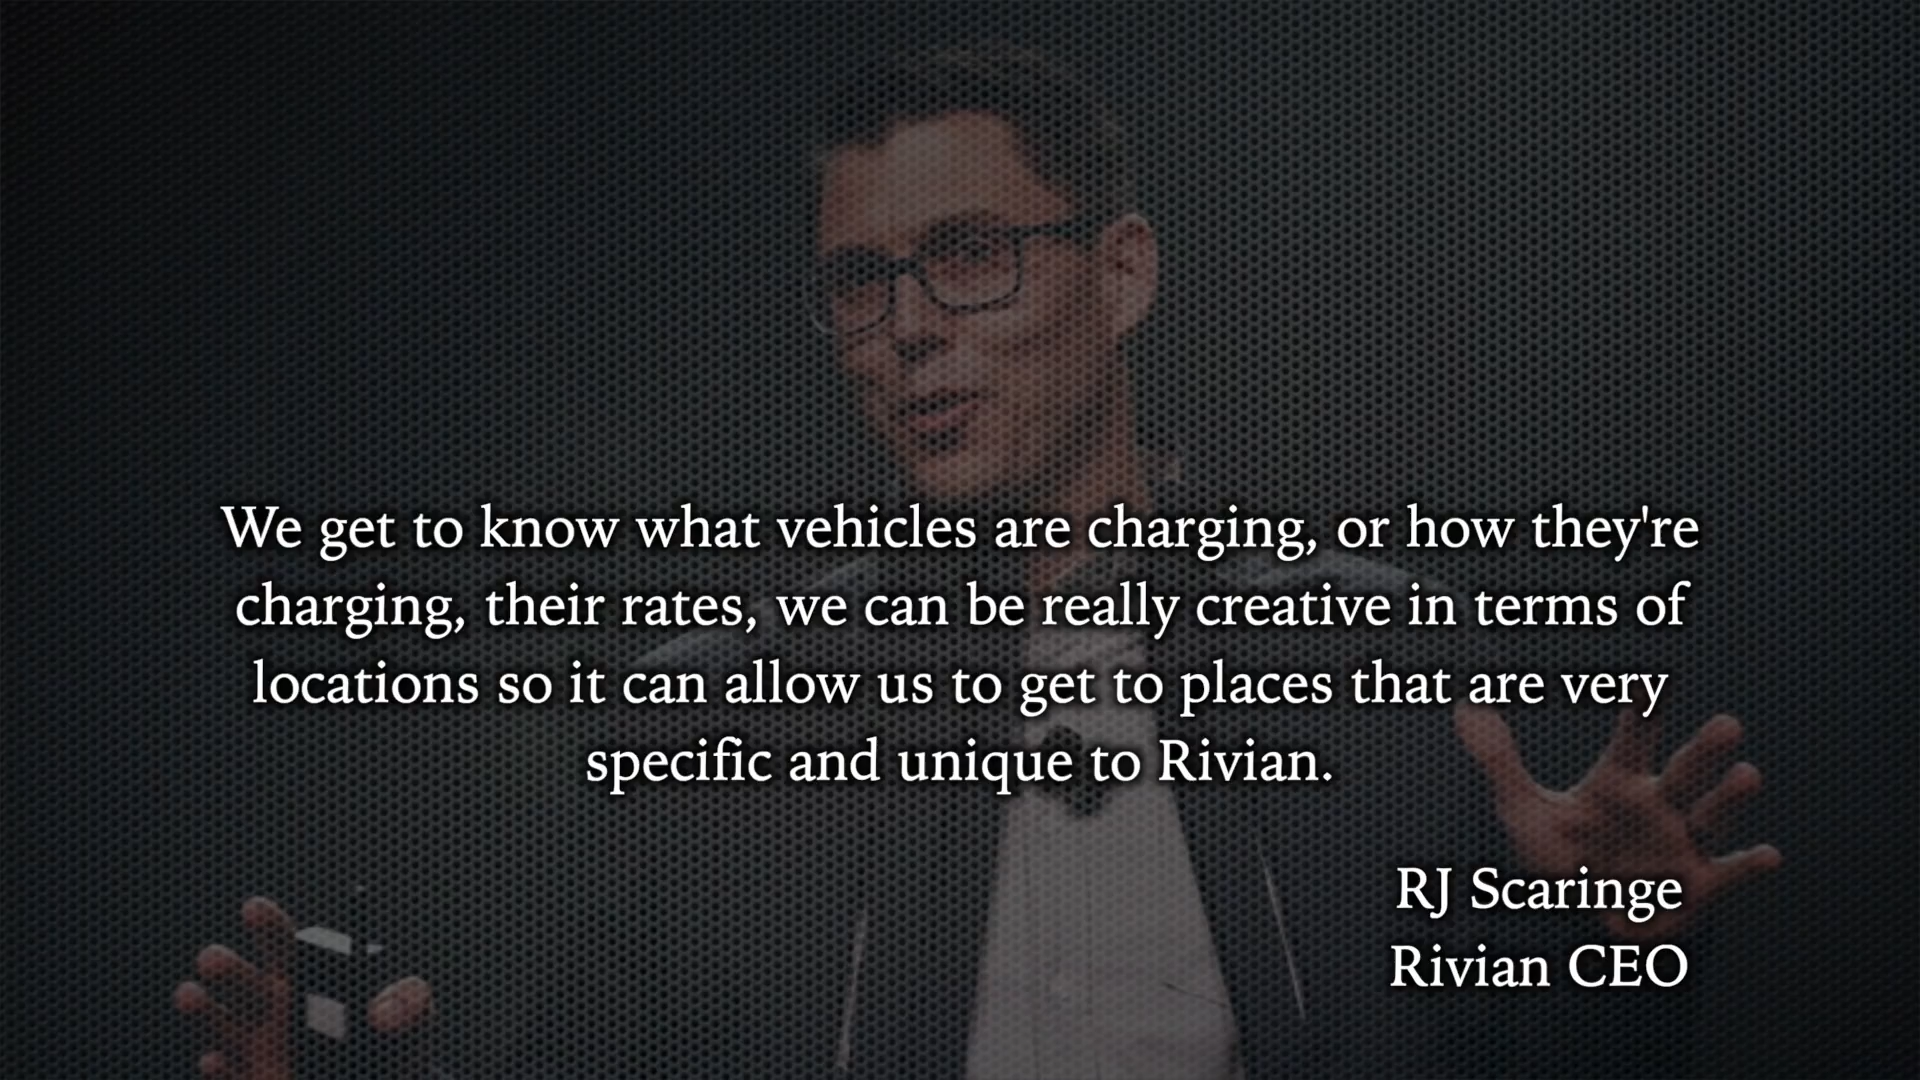 We get to know what vehicles are charging, or how they're
charging, their rates, we can be really creative in terms of
locations so it can allow us to get to places that are very
specific and unique to Rivian.
RJ Scaringe
Rivian CEO